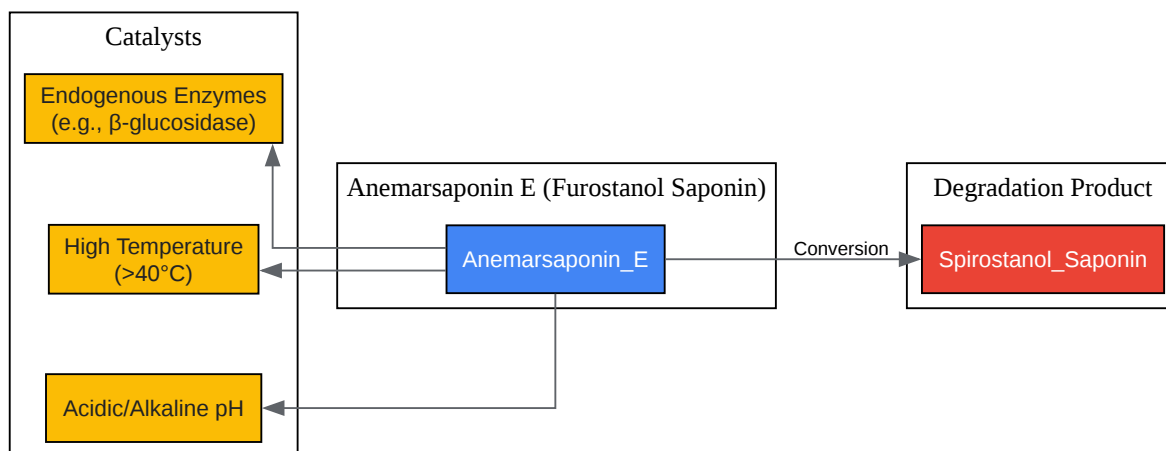 Catalysts
Endogenous Enzymes
(e.g., β-glucosidase)
High Temperature
(>40°C)
Acidic/Alkaline pH
Anemarsaponin E (Furostanol Saponin)
Anemarsaponin_E
Conversion
Degradation Product
Spirostanol_Saponin